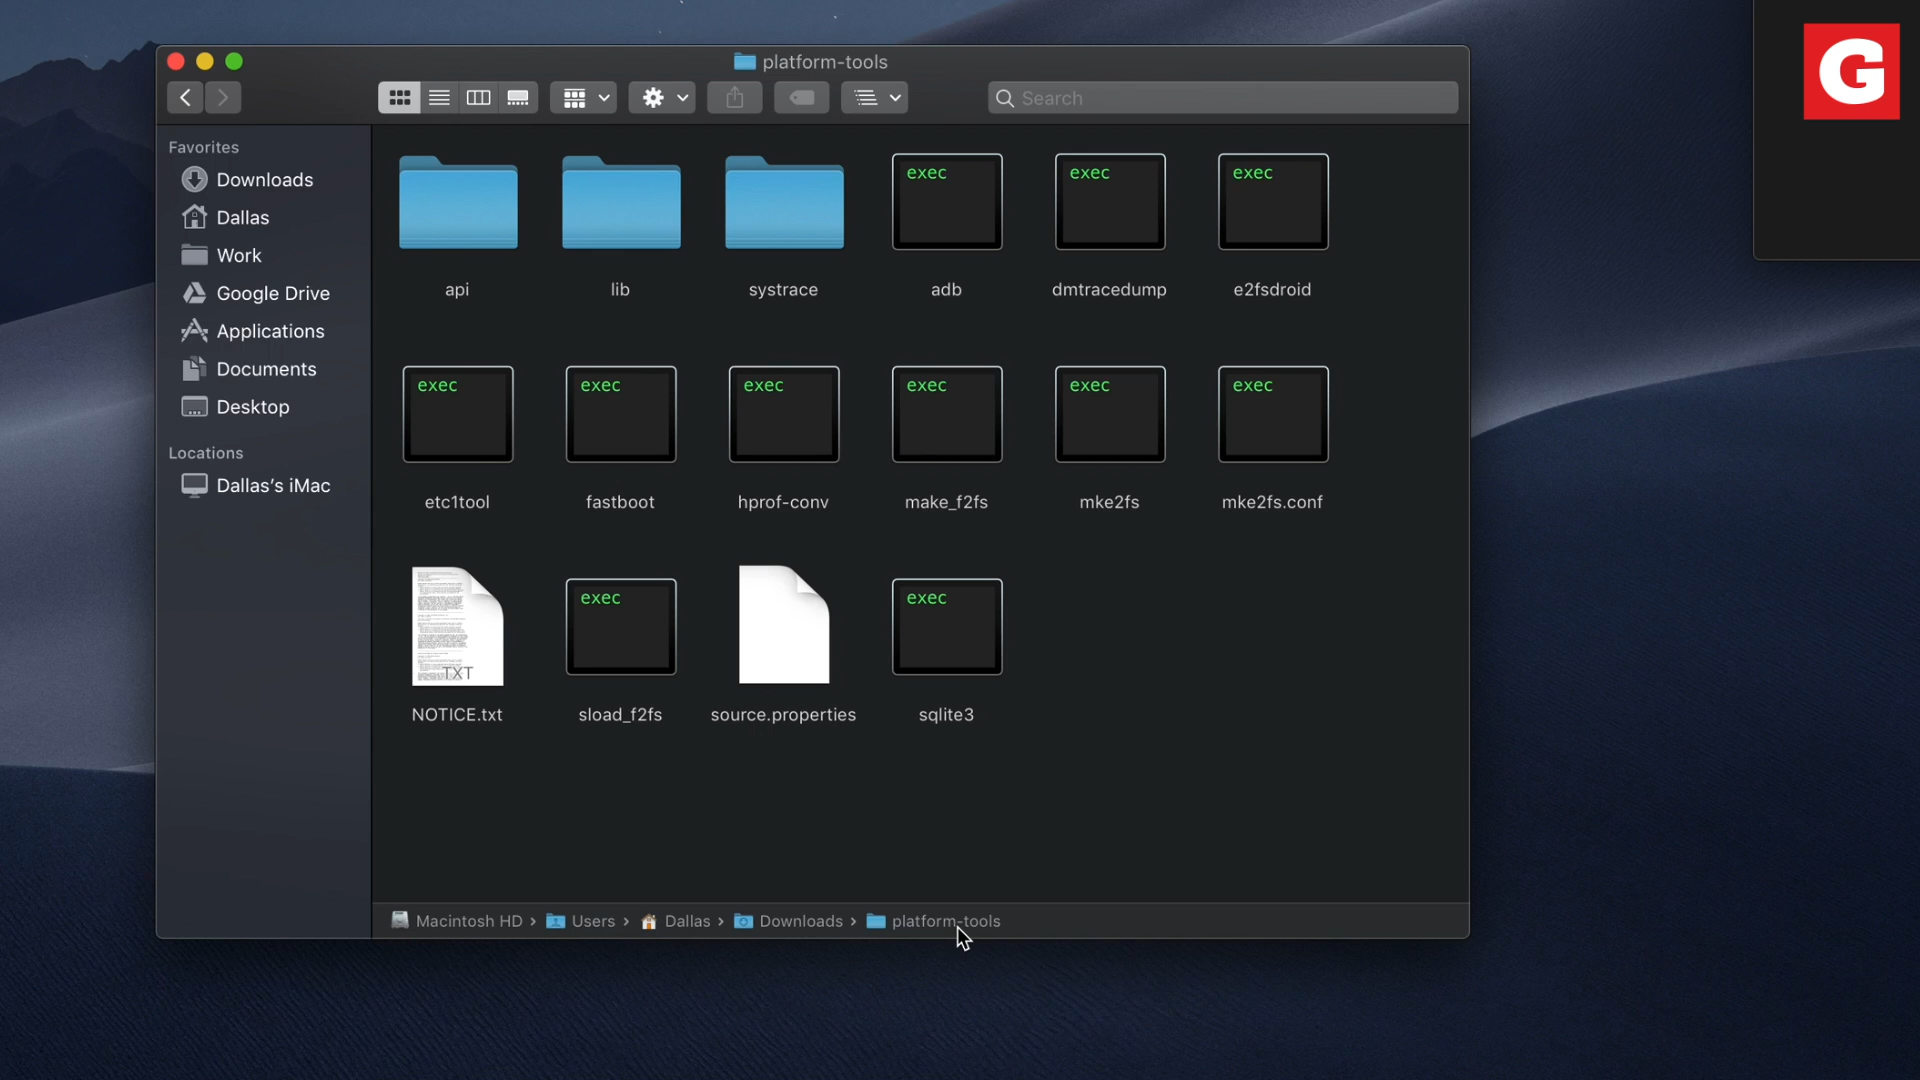 platform-tools
Search
G
Favorites
Downloads
Dallas
Work
Google Drive
Applications
Documents
Desktop
Locations
Dallas's iMac
exec
exec
exec
api
lib
systrace
adb
dmtracedump
e2fsdroid
exec
exec
exec
exec
exec
exec
etc1tool
fastboot
hprof-conv
make_f2fs
mke2fs
mke2fs.conf
TXT
exec
exec
NOTICE.txt
sload_f2fs
source.properties
sqlite3
Macintosh HD › Users › Dallas › Downloads › platform-tools